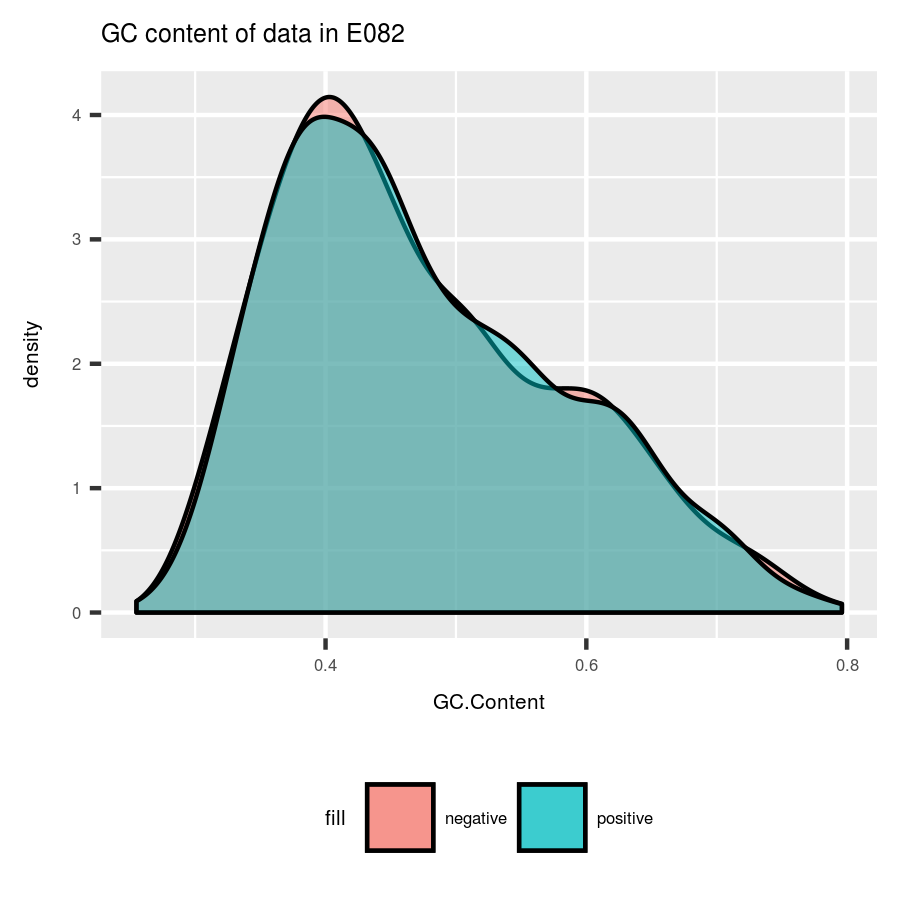 GC content of data in E082
4
3
2
1
0
density
0.4 0.6 0.8
GC.Content
fill negative positive